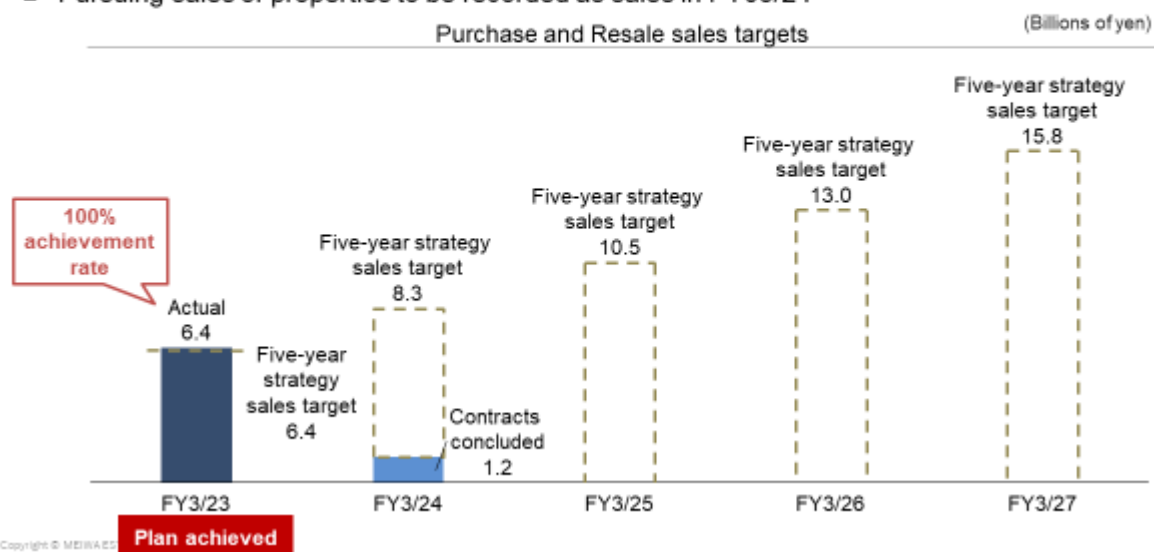 (Billions of yen)
Purchase and Resale sales targets
Five-year strategy
sales target
15.8
Five-year strategy
sales target
13.0
Five-year strategy
sales target
10.5
Five-year strategy
sales target
8.3
100%
achievement
rate
Actual
6.4
Five-year
strategy
sales target
6.4
Contracts
concluded
1.2
FY3/23
FY3/24
FY3/25
FY3/26
FY3/27
Plan achieved
Copyright © MEIWA ES